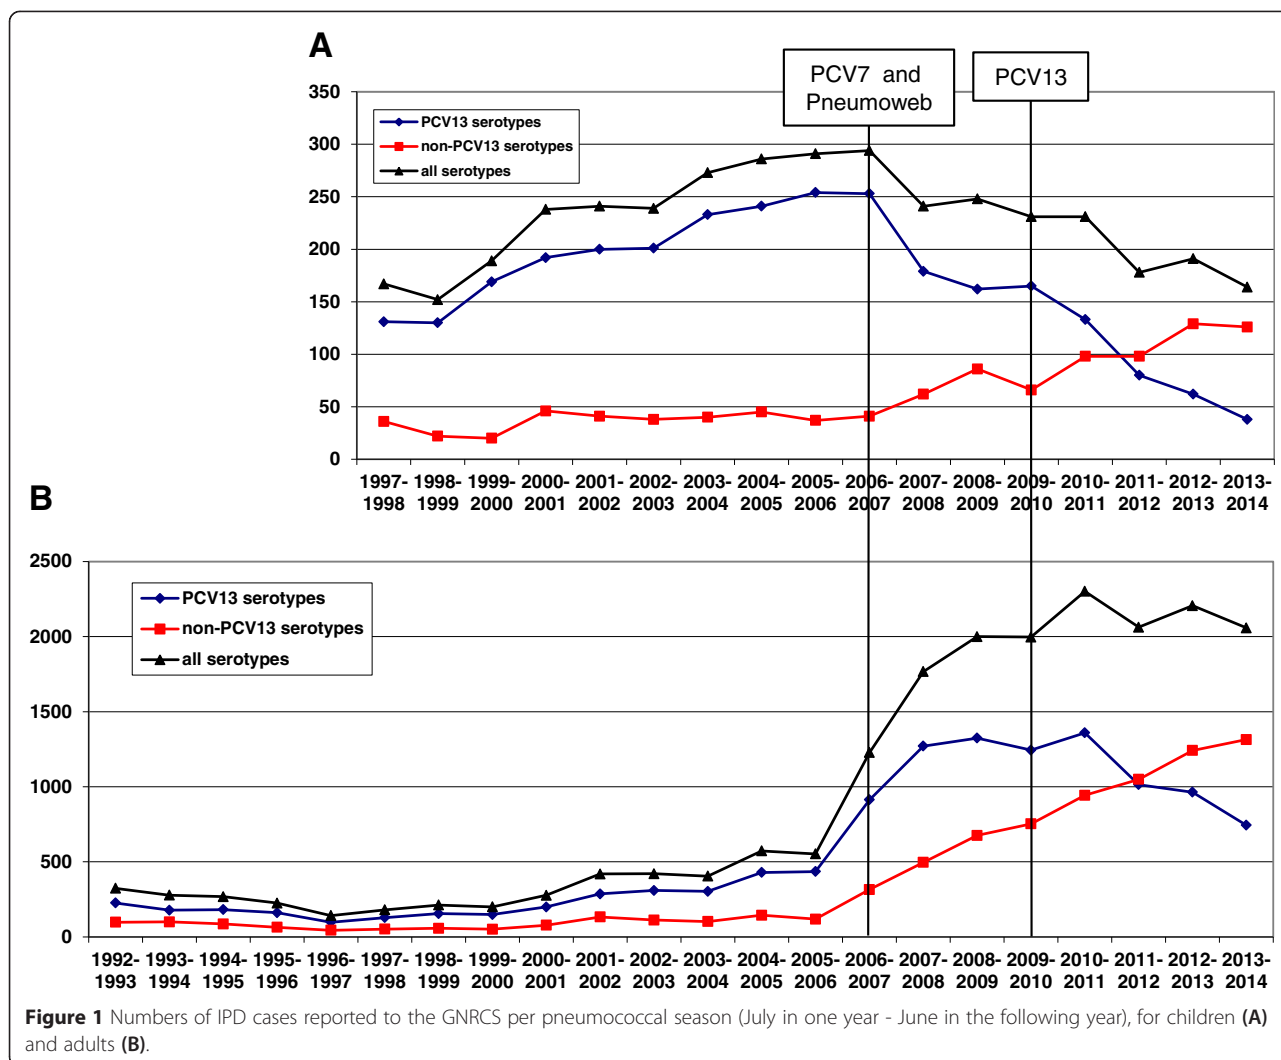 A
PCV7 and
Pneumoweb
PCV13
350
300
250
200
150
100
50
0
PCV13 serotypes
non-PCV13 serotypes
all serotypes
1997- 1998- 1999- 2000- 2001- 2002- 2003- 2004- 2005- 2006- 2007- 2008- 2009- 2010- 2011- 2012- 2013-
1998 1999 2000 2001 2002 2003 2004 2005 2006 2007 2008 2009 2010 2011 2012 2013 2014
B
2500
2000
1500
1000
500
0
PCV13 serotypes
non-PCV13 serotypes
all serotypes
1992- 1993- 1994- 1995- 1996- 1997- 1998- 1999- 2000- 2001- 2002- 2003- 2004- 2005- 2006- 2007- 2008- 2009- 2010- 2011- 2012- 2013-
1993 1994 1995 1996 1997 1998 1999 2000 2001 2002 2003 2004 2005 2006 2007 2008 2009 2010 2011 2012 2013 2014
Figure 1 Numbers of IPD cases reported to the GNRCS per pneumococcal season (July in one year - June in the following year), for children (A)
and adults (B).